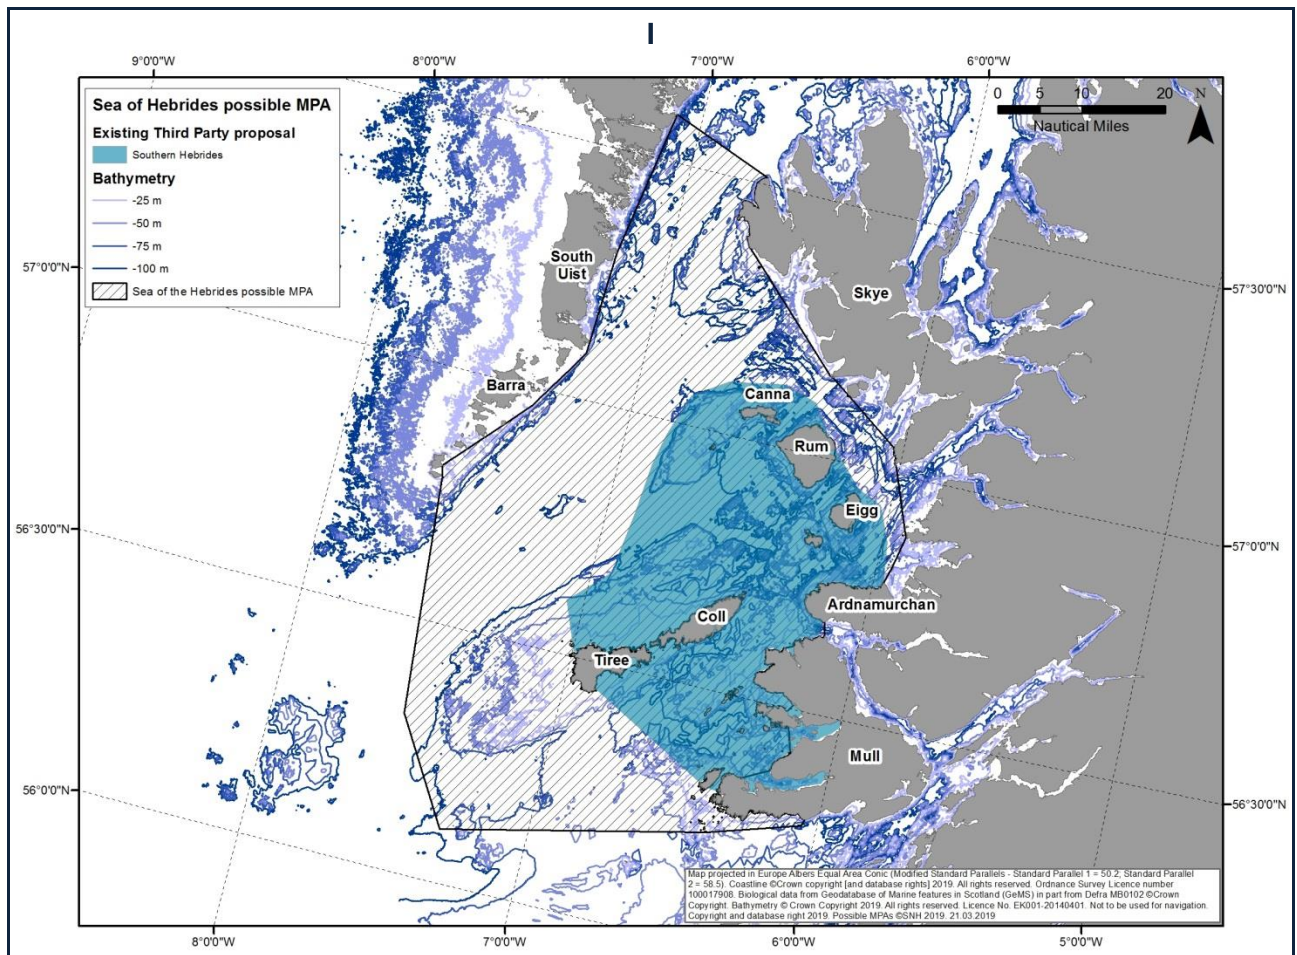 I
9°0'0"W
8°0'0"W
7°0'0"W
6°0'0"W
Sea of Hebrides possible MPA
Existing Third Party proposal
Southern Hebrides
Bathymetry
-25 m
-50 m
-75 m
-100 m
Sea of the Hebrides possible MPA
0 5 10 20
Nautical Miles
N
57°0'0"N
56°30'0"N
56°0'0"N
57°30'0"N
57°0'0"N
56°30'0"N
South
Uist
Skye
Barra
Canna
Rum
Eigg
Ardnamurchan
Coll
Tiree
Mull
Map projected in Europe Albers Equal Area Conic (Modified Standard Parallels - Standard Parallel 1 = 50.2, Standard Parallel
2 = 58.5). Coastline ©Crown copyright [and database rights] 2019. All rights reserved. Ordnance Survey Licence number
100017908. Biological data from Geodatabase of Marine features in Scotland (GeMS) in part from Defra MB0102 ©Crown
Copyright. Bathymetry © Crown Copyright 2019. All rights reserved. Licence No. EK001-20140401. Not to be used for navigation.
Copyright and database right 2019. Possible MPAs ©SNH 2019. 21.03.2019
8°0'0"W
7°0'0"W
6°0'0"W
5°0'0"W